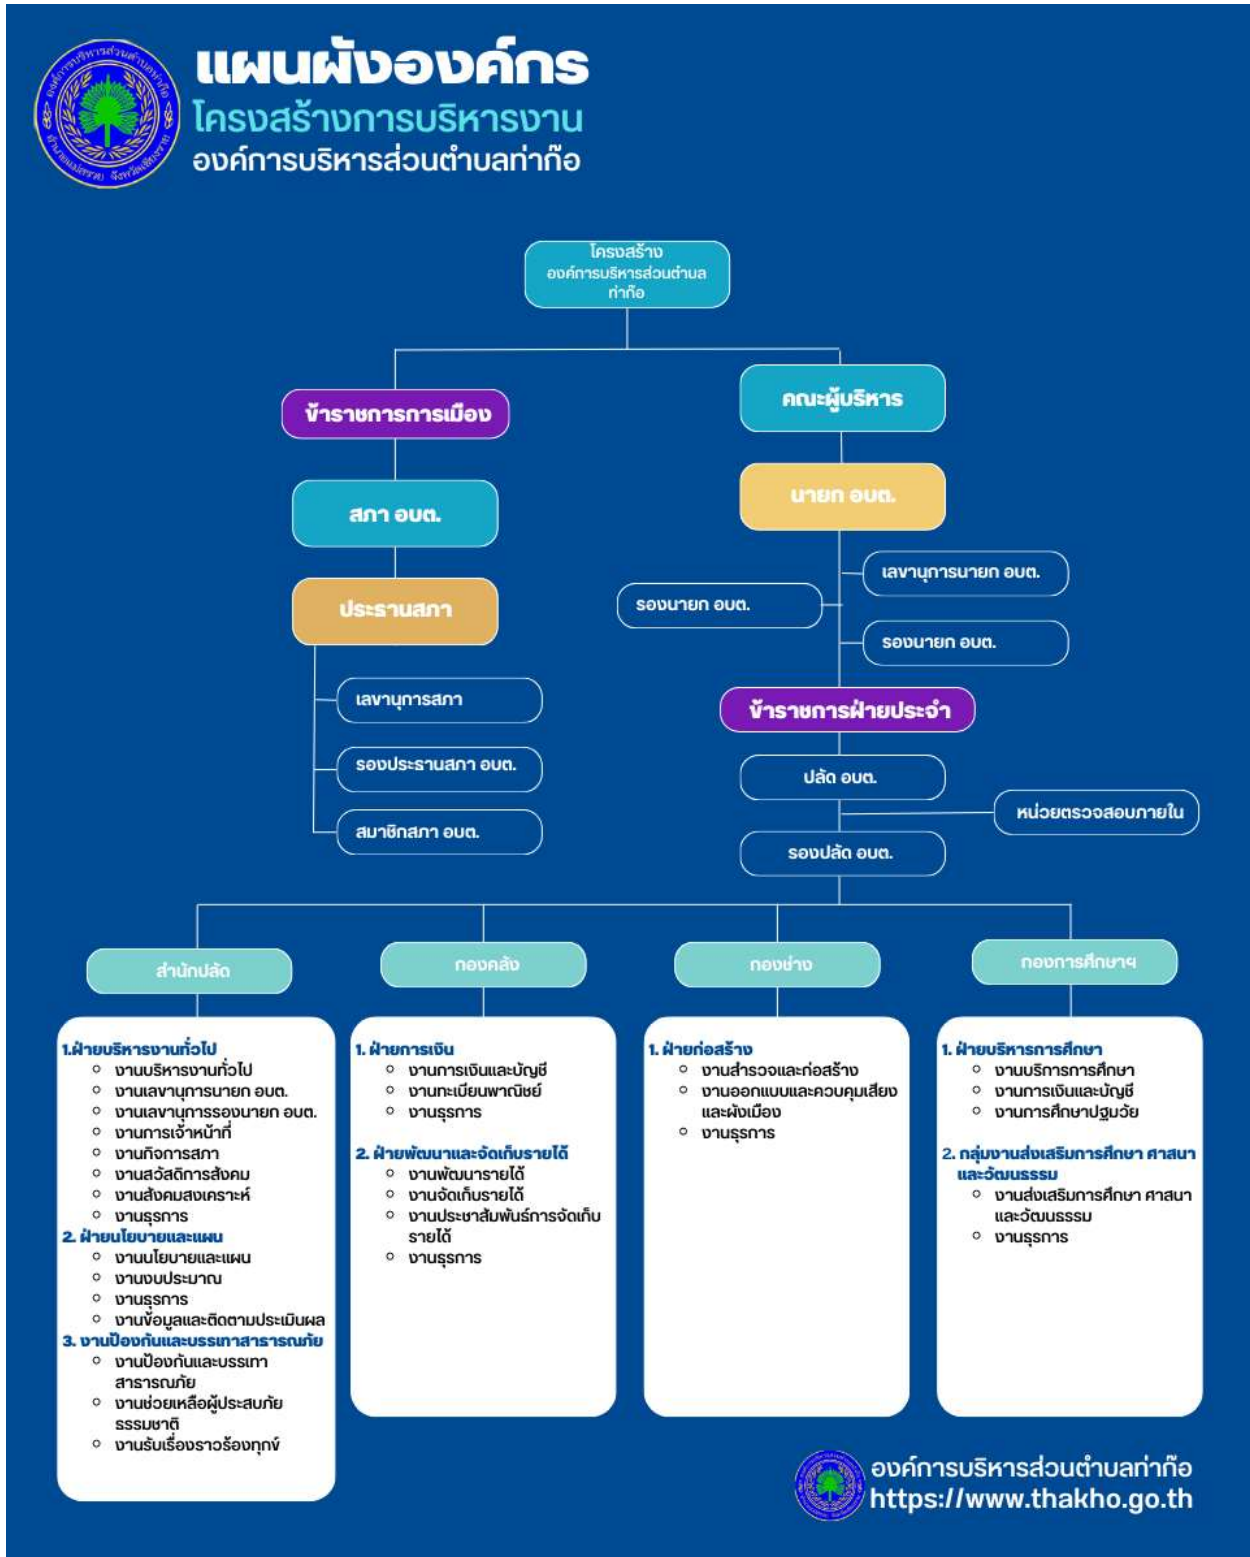 แผนผังองค์กร
โครงสร้างการบริหารงาน
องค์การบริหารส่วนตำบลท่าก๊อ
องค์การบริหารส่วนตำบลท่าก๊อ
อำเภอแม่สรวย จังหวัดเชียงราย
โครงสร้าง
องค์การบริหารส่วนตำบล
ท่าก๊อ
ข้าราชการการเมือง
คณะผู้บริหาร
สภา อบต.
นายก อบต.
ประธานสภา
เลขานุการนายก อบต.
รองนายก อบต.
รองนายก อบต.
เลขานุการสภา
รองประธานสภา อบต.
สมาชิกสภา อบต.
ข้าราชการฝ่ายประจำ
ปลัด อบต.
หน่วยตรวจสอบภายใน
รองปลัด อบต.
สำนักปลัด
กองคลัง
กองช่าง
กองการศึกษาฯ
1.ฝ่ายบริหารงานทั่วไป
งานบริหารงานทั่วไป
งานเลขานุการนายก อบต.
งานเลขานุการรองนายก อบต.
งานการเจ้าหน้าที่
งานกิจการสภา
งานสวัสดิการสังคม
งานสังคมสงเคราะห์
งานธุรการ
2. ฝ่ายนโยบายและแผน
งานนโยบายและแผน
งานงบประมาณ
งานธุรการ
งานข้อมูลและติดตามประเมินผล
3. งานป้องกันและบรรเทาสาธารณภัย
งานป้องกันและบรรเทา
สาธารณภัย
งานช่วยเหลือผู้ประสบภัย
ธรรมชาติ
งานรับเรื่องราวร้องทุกข์
1. ฝ่ายการเงิน
งานการเงินและบัญชี
งานทะเบียนพาณิชย์
งานธุรการ
2. ฝ่ายพัฒนาและจัดเก็บรายได้
งานพัฒนารายได้
งานจัดเก็บรายได้
งานประชาสัมพันธ์การจัดเก็บ
รายได้
งานธุรการ
1. ฝ่ายก่อสร้าง
งานสำรวจและก่อสร้าง
งานออกแบบและควบคุมเสียง
และผังเมือง
งานธุรการ
1. ฝ่ายบริหารการศึกษา
งานบริการการศึกษา
งานการเงินและบัญชี
งานการศึกษาปฐมวัย
2. กลุ่มงานส่งเสริมการศึกษา ศาสนา
และวัฒนธรรม
งานส่งเสริมการศึกษา ศาสนา
และวัฒนธรรม
งานธุรการ
องค์การบริหารส่วนตำบลท่าก๊อ
https://www.thakho.go.th